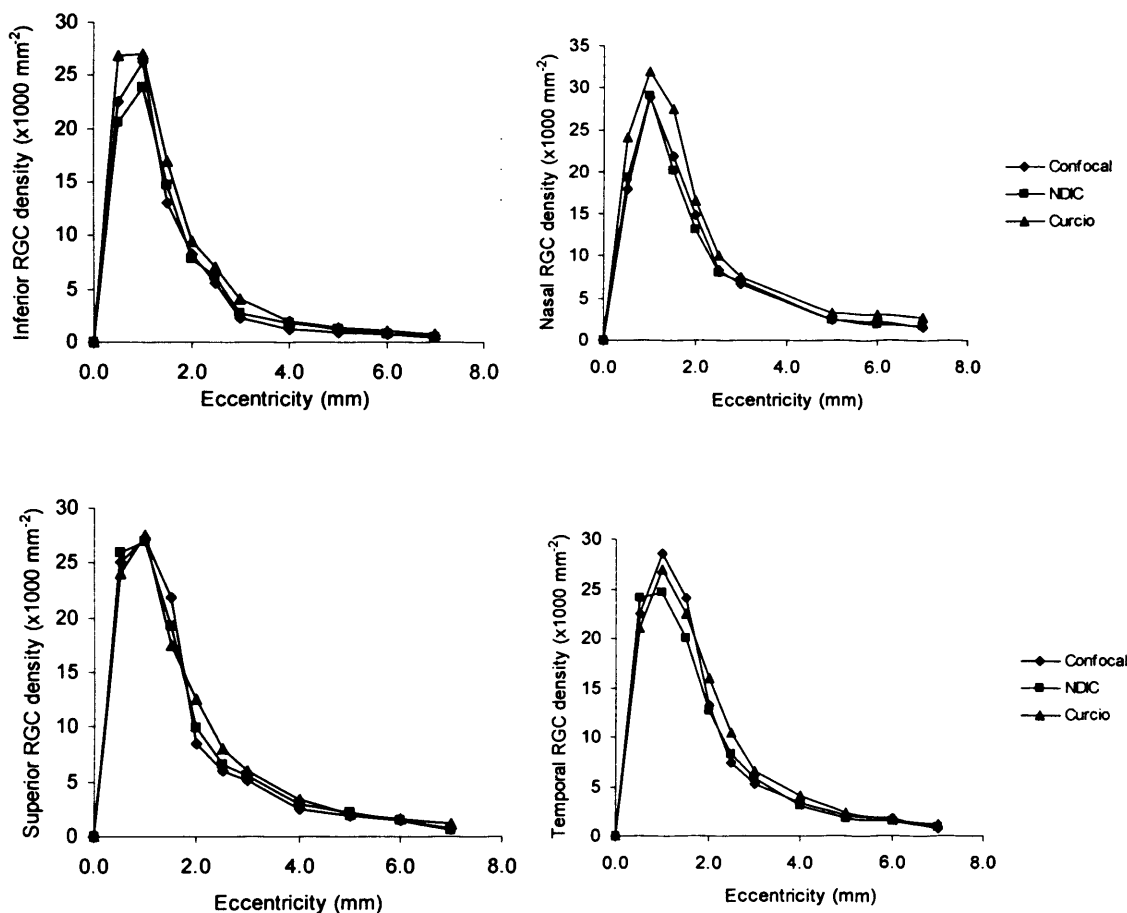 Inferior RGC density (x1000 mm-2)
30
25
20
15
10
5
0
0.0 2.0 4.0 6.0 8.0
Eccentricity (mm)
Nasal RGC density (x1000 mm-2)
35
30
25
20
15
10
5
0
0.0 2.0 4.0 6.0 8.0
Eccentricity (mm)
Confocal
NDIC
Curcio
Superior RGC density (x1000 mm-2)
30
25
20
15
10
5
0
0.0 2.0 4.0 6.0 8.0
Eccentricity (mm)
Temporal RGC density (x1000 mm-2)
30
25
20
15
10
5
0
0.0 2.0 4.0 6.0 8.0
Eccentricity (mm)
Confocal
NDIC
Curcio